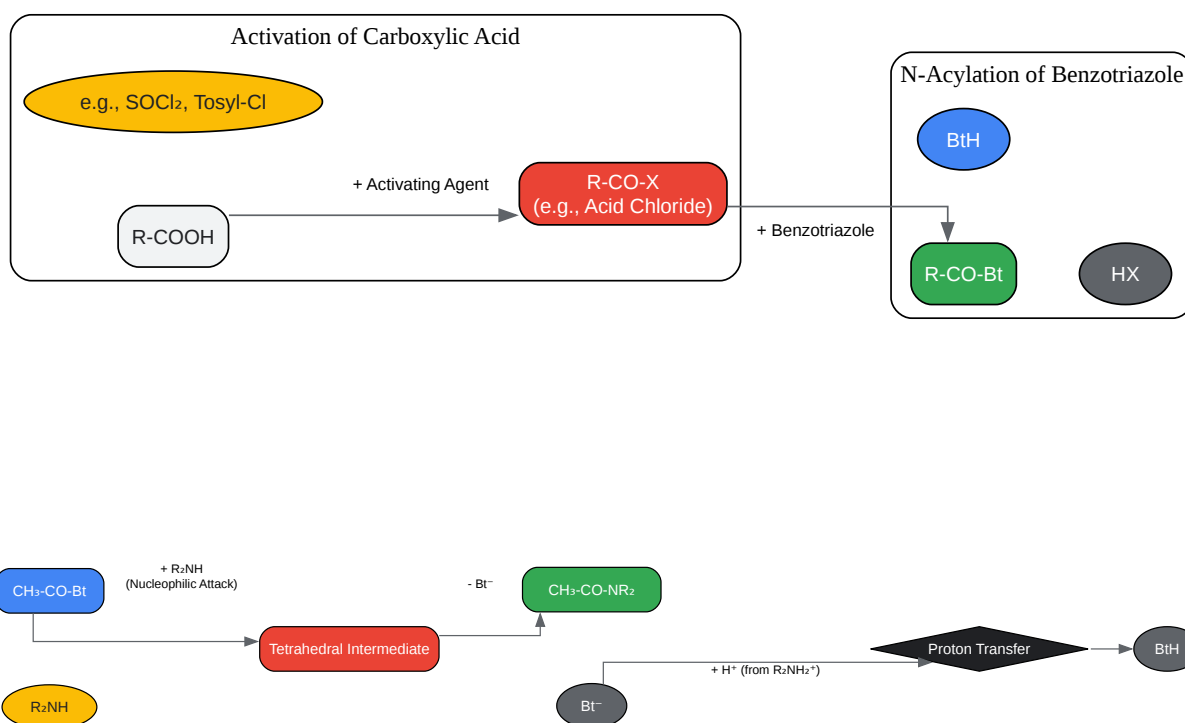 Activation of Carboxylic Acid
e.g., SOCl₂, Tosyl-Cl
+ Activating Agent
R-COOH
R-CO-X
(e.g., Acid Chloride)
+ Benzotriazole
N-Acylation of Benzotriazole
BtH
R-CO-Bt
HX
CH₃-CO-Bt
+ R₂NH
(Nucleophilic Attack)
Tetrahedral Intermediate
- Bt⁻
CH₃-CO-NR₂
R₂NH
Bt⁻
+ H⁺ (from R₂NH₂⁺)
Proton Transfer
BtH